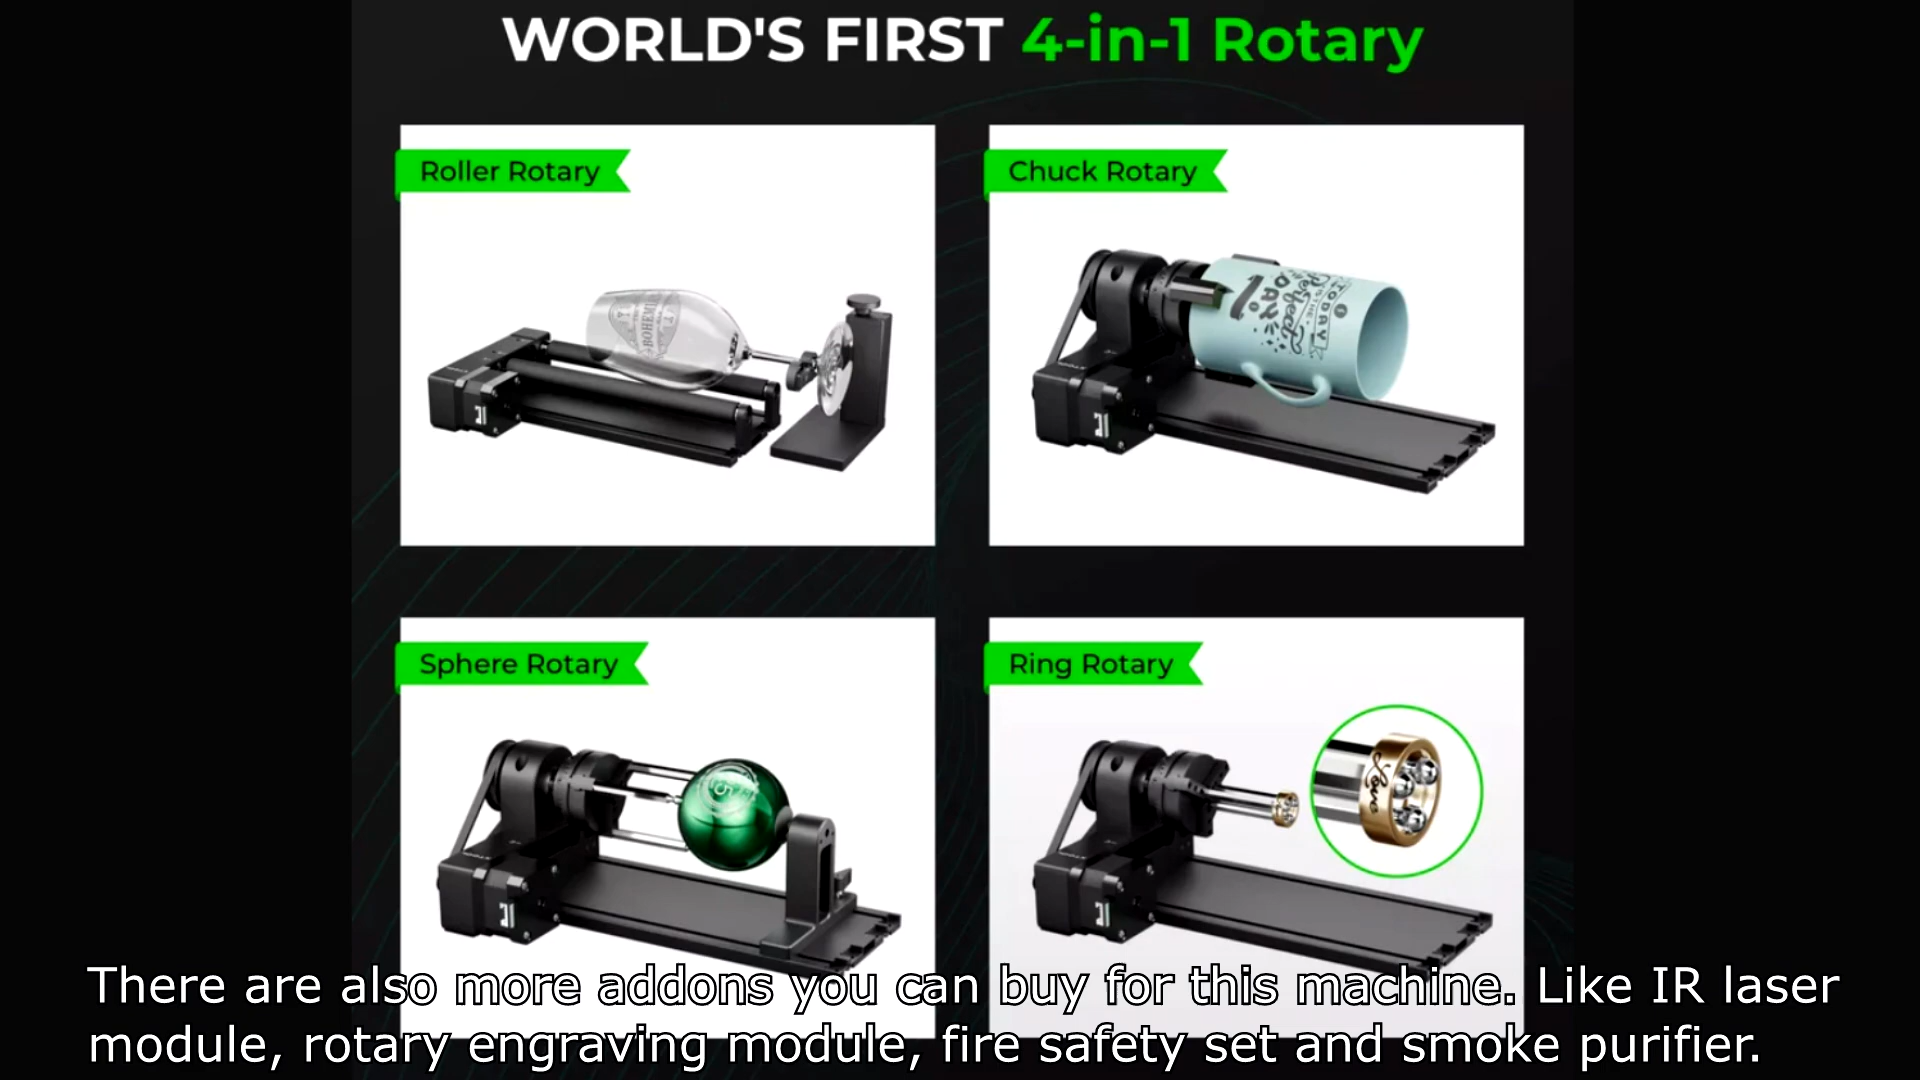 WORLD'S FIRST 4-in-1 Rotary
Roller Rotary
Chuck Rotary
Sphere Rotary
Ring Rotary
Love
There are also more addons you can buy for this machine. Like IR laser
module, rotary engraving module, fire safety set and smoke purifier.